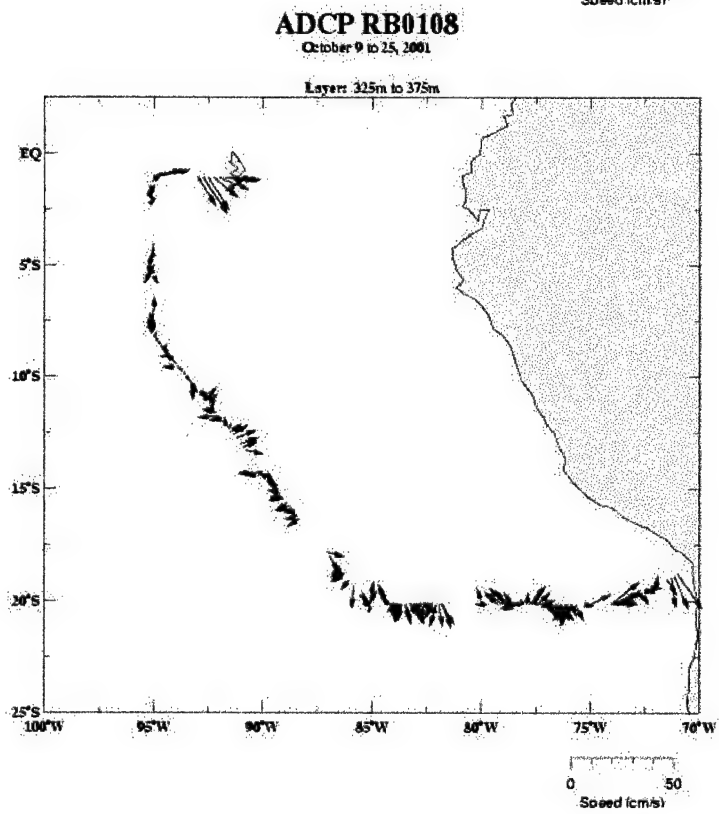 Speed (cm/s)
ADCP RB0108
October 9 to 25, 2001
Layer: 325m to 375m
EQ
5°S
10°S
15°S
20°S
25°S
100°W 95°W 90°W 85°W 80°W 75°W 70°W
0 50
Speed (cm/s)